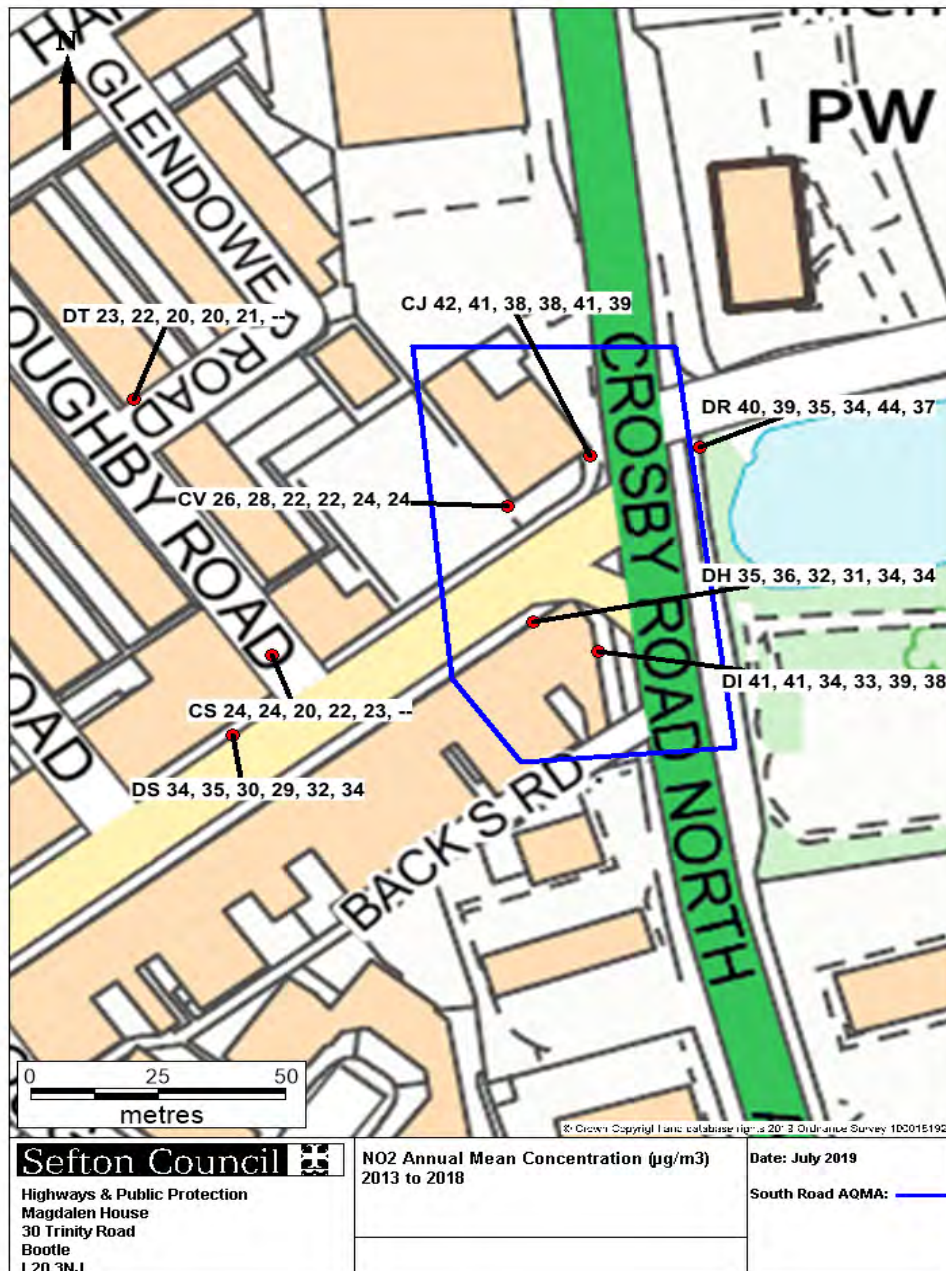 PW
N
GLENDOWER ROAD
DT 23, 22, 20, 20, 21, --
CJ 42, 41, 38, 38, 41, 39
DR 40, 39, 35, 34, 44, 37
CV 26, 28, 22, 22, 24, 24
OUGHBY ROAD
CROSBY ROAD NORTH
DH 35, 36, 32, 31, 34, 34
DI 41, 41, 34, 33, 39, 38
CS 24, 24, 20, 22, 23, --
OAD
DS 34, 35, 30, 29, 32, 34
BACK S RD
0 25 50
metres
Sefton Council
Highways & Public Protection
Magdalen House
30 Trinity Road
Bootle
L20 3NJ
NO2 Annual Mean Concentration (µg/m3)
2013 to 2018
Date: July 2019
South Road AQMA: